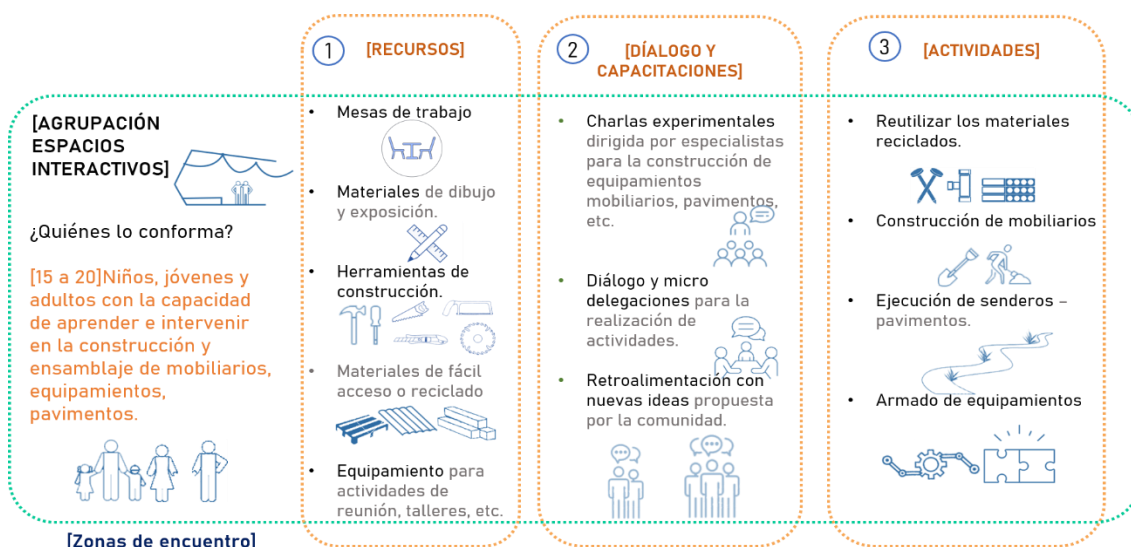 [AGRUPACIÓN
ESPACIOS
INTERACTIVOS]
¿Quiénes lo conforma?
[15 a 20]Niños, jóvenes y
adultos con la capacidad
de aprender e intervenir
en la construcción y
ensamblaje de mobiliarios,
equipamientos,
pavimentos.
[Zonas de encuentro]
1
[RECURSOS]
• Mesas de trabajo
• Materiales de dibujo
y exposición.
• Herramientas de
construcción.
• Materiales de fácil
acceso o reciclado
• Equipamiento para
actividades de
reunión, talleres, etc.
2
[DÍALOGO Y
CAPACITACIONES]
• Charlas experimentales
dirigida por especialistas
para la construcción de
equipamientos
mobiliarios, pavimentos,
etc.
• Diálogo y micro
delegaciones para la
realización de
actividades.
• Retroalimentación con
nuevas ideas propuesta
por la comunidad.
3
[ACTIVIDADES]
• Reutilizar los materiales
reciclados.
• Construcción de mobiliarios
• Ejecución de senderos –
pavimentos.
• Armado de equipamientos